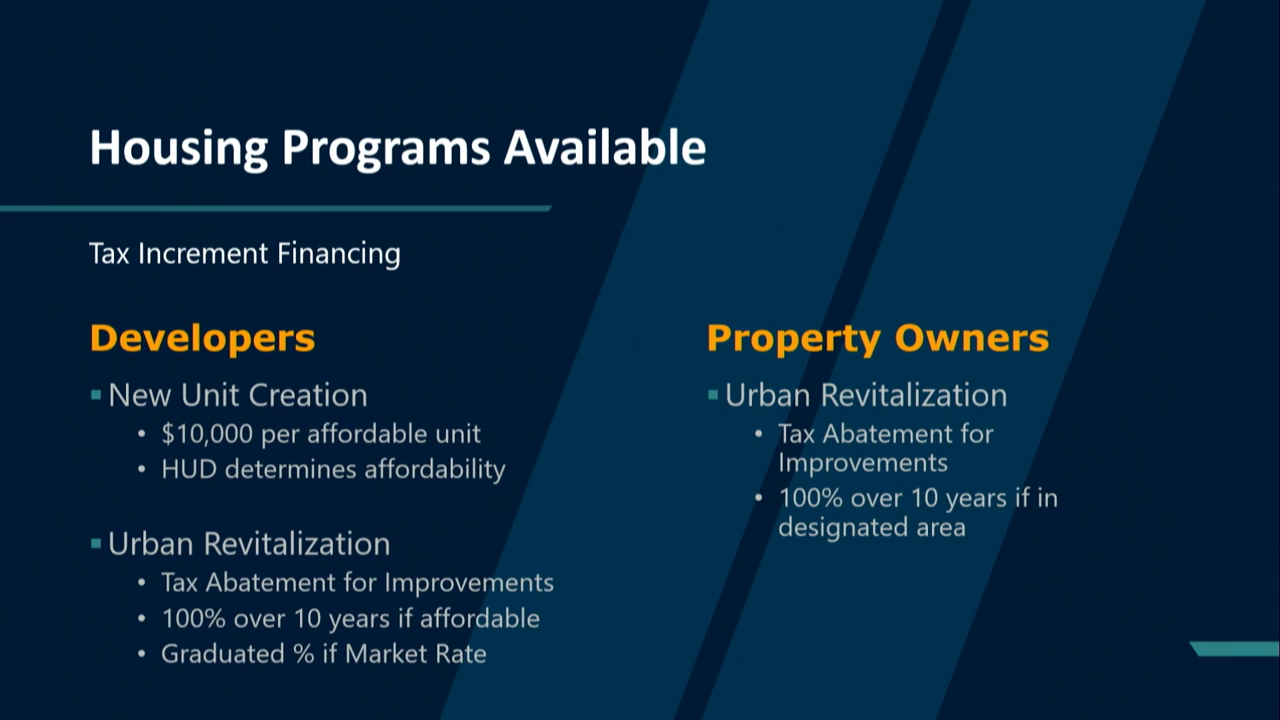 Housing Programs Available
Tax Increment Financing
Developers
▪ New Unit Creation
• $10,000 per affordable unit
• HUD determines affordability
▪ Urban Revitalization
• Tax Abatement for Improvements
• 100% over 10 years if affordable
• Graduated % if Market Rate
Property Owners
▪ Urban Revitalization
• Tax Abatement for
Improvements
• 100% over 10 years if in
designated area